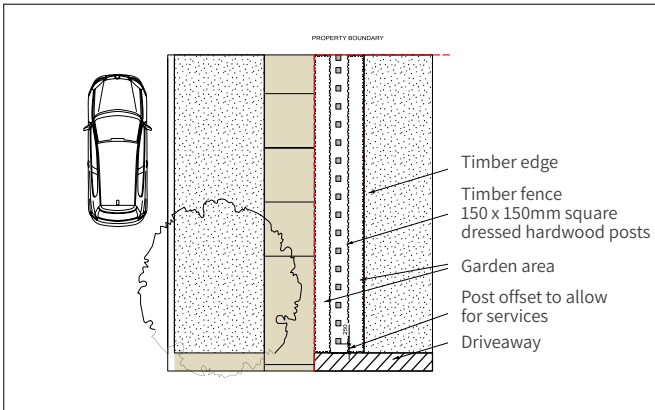 PROPERTY BOUNDARY
Timber edge
Timber fence
150 x 150mm square
dressed hardwood posts
Garden area
Post offset to allow
for services
250
Driveaway